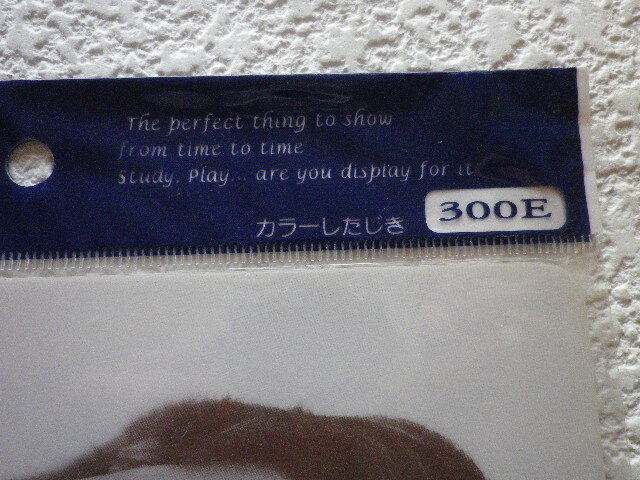 The perfect thing to show
from time to time
Study, Play... are you display for it
カラーしたじき
300E